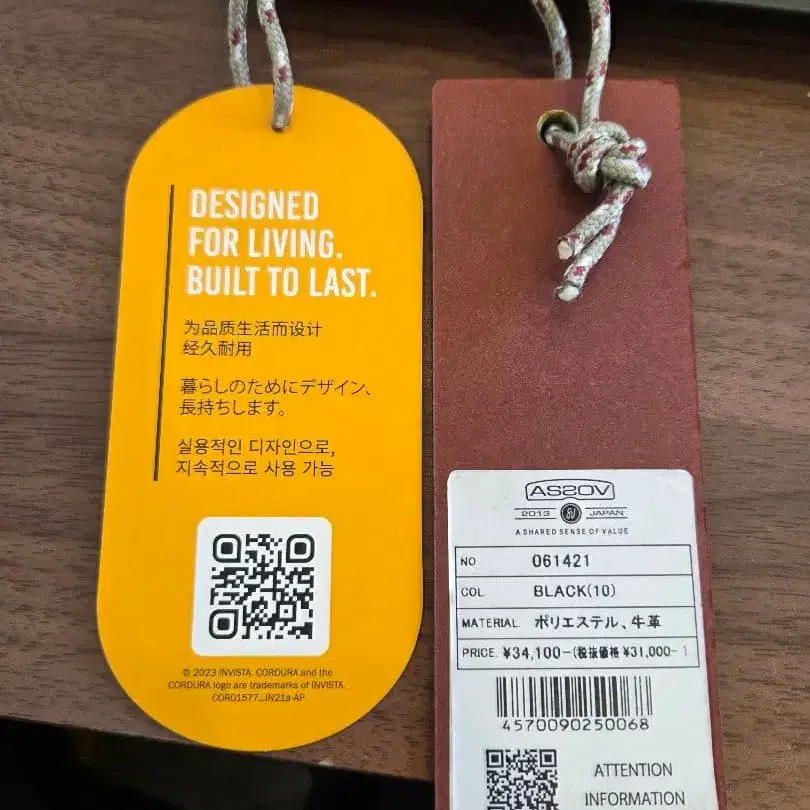 DESIGNED
FOR LIVING.
BUILT TO LAST.
为品质生活而设计
经久耐用
暮らしのためにデザイン、
長持ちします。
실용적인 디자인으로,
지속적으로 사용 가능
© 2023 INVISTA. CORDURA and the
CORDURA logo are trademarks of INVISTA.
COR01577_IN21a-AP
ASSOV
2013 JAPAN
A SHARED SENSE OF VALUE
NO 061421
COL BLACK(10)
MATERIAL. ポリエステル、牛革
PRICE. ¥34,100-(税抜価格 ¥31,000- )
4570090250068
ATTENTION
INFORMATION